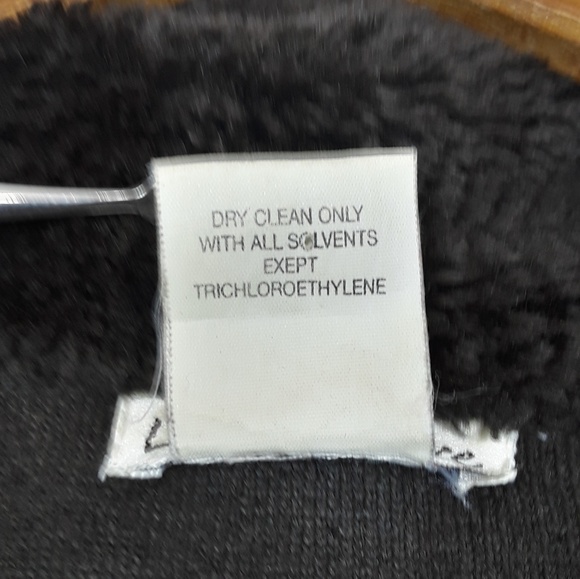 DRY CLEAN ONLY
WITH ALL SOLVENTS
EXEPT
TRICHLOROETHYLENE